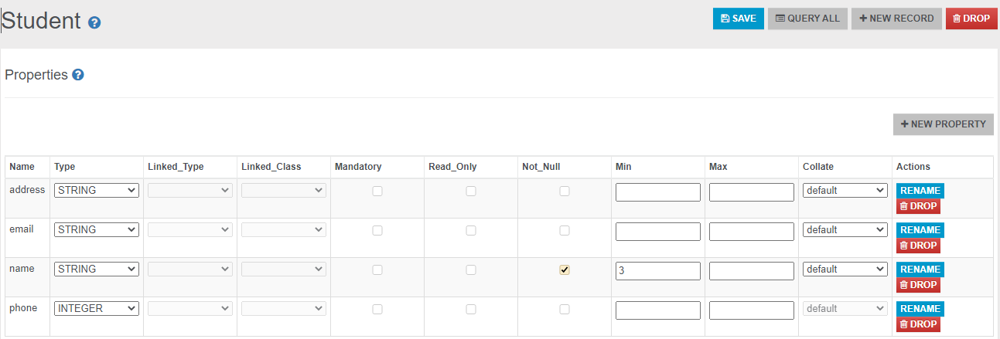 Student ?
SAVE QUERY ALL + NEW RECORD DROP
Properties ?
+ NEW PROPERTY
Name Type Linked_Type Linked_Class Mandatory Read_Only Not_Null Min Max Collate Actions
address STRING default RENAME
DROP
email STRING default RENAME
DROP
name STRING 3 default RENAME
DROP
phone INTEGER default RENAME
DROP